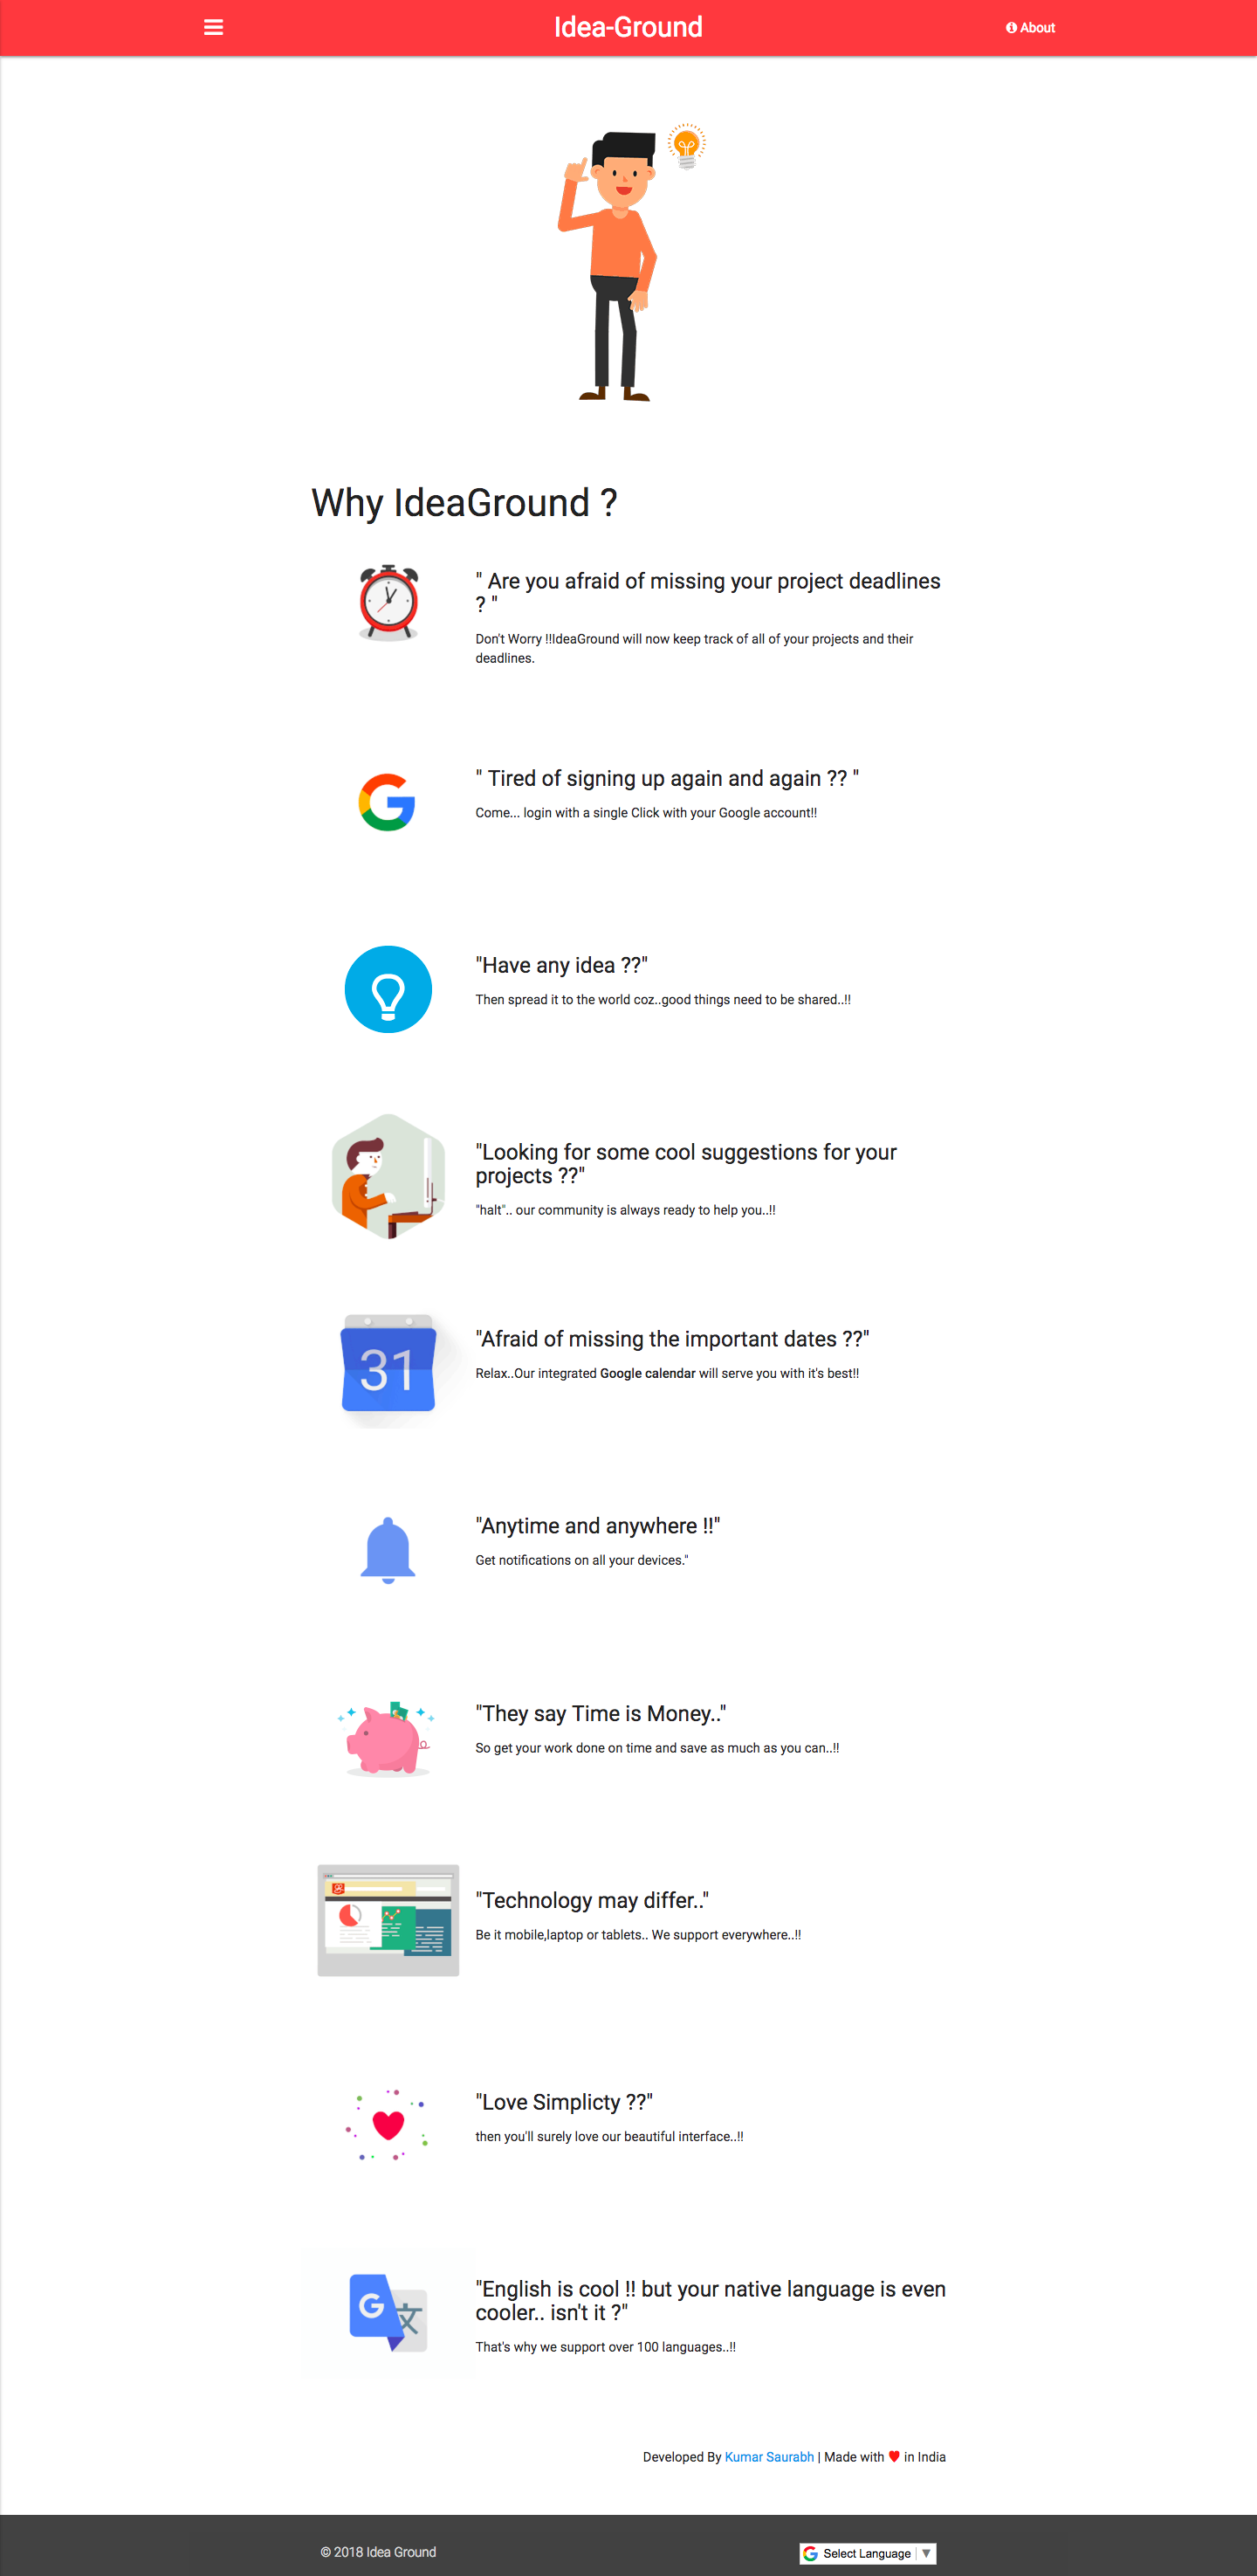 Idea-Ground
About
Why IdeaGround ?
" Are you afraid of missing your project deadlines
? "
Don't Worry !!IdeaGround will now keep track of all of your projects and their
deadlines.
" Tired of signing up again and again ?? "
Come... login with a single Click with your Google account!!
"Have any idea ??"
Then spread it to the world coz..good things need to be shared..!!
"Looking for some cool suggestions for your
projects ??"
"halt".. our community is always ready to help you..!!
31
"Afraid of missing the important dates ??"
Relax..Our integrated Google calendar will serve you with it's best!!
"Anytime and anywhere !!"
Get notifications on all your devices."
"They say Time is Money.."
So get your work done on time and save as much as you can..!!
"Technology may differ.."
Be it mobile,laptop or tablets.. We support everywhere..!!
"Love Simplicty ??"
then you'll surely love our beautiful interface..!!
G 文
"English is cool !! but your native language is even
cooler.. isn't it ?"
That's why we support over 100 languages..!!
Developed By Kumar Saurabh | Made with ♥ in India
© 2018 Idea Ground
Select Language ▼